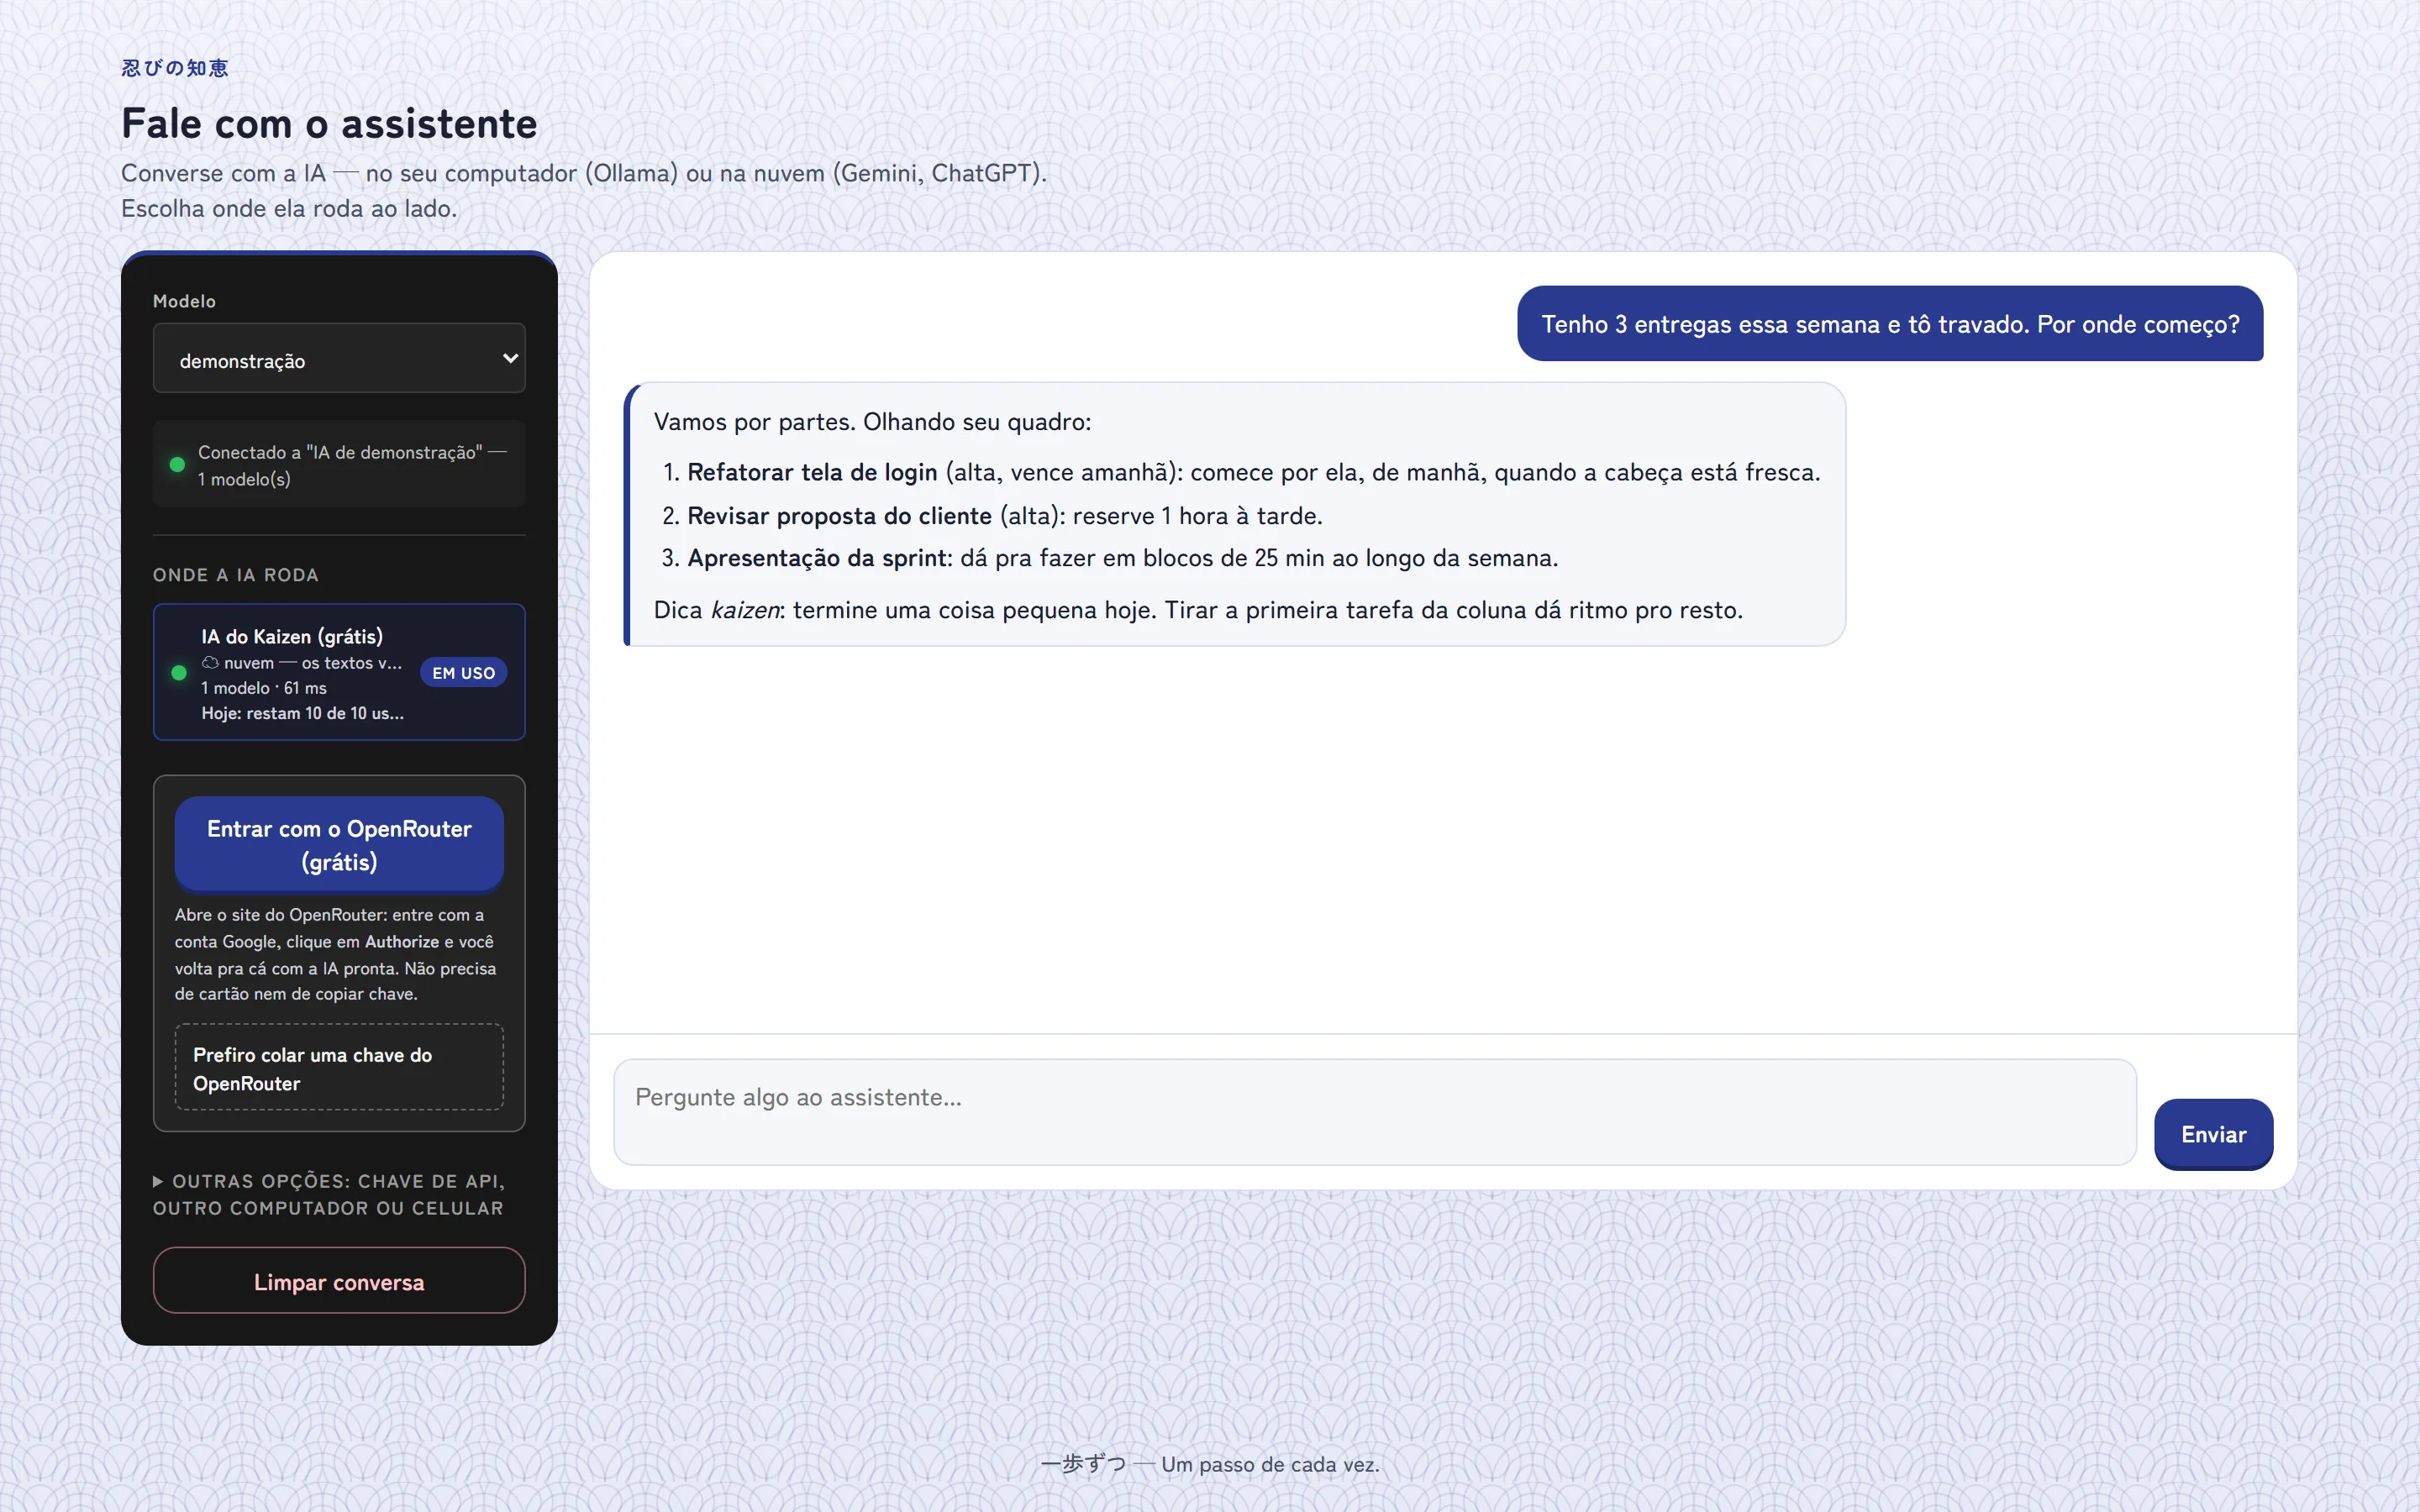 忍びの知恵
Fale com o assistente
Converse com a IA — no seu computador (Ollama) ou na nuvem (Gemini, ChatGPT).
Escolha onde ela roda ao lado.
Modelo
demonstração
Conectado a "IA de demonstração" —
1 modelo(s)
ONDE A IA RODA
IA do Kaizen (grátis)
nuvem — os textos v...
1 modelo · 61 ms
Hoje: restam 10 de 10 us...
EM USO
Entrar com o OpenRouter
(grátis)
Abre o site do OpenRouter: entre com a
conta Google, clique em Authorize e você
volta pra cá com a IA pronta. Não precisa
de cartão nem de copiar chave.
Prefiro colar uma chave do
OpenRouter
▶ OUTRAS OPÇÕES: CHAVE DE API,
OUTRO COMPUTADOR OU CELULAR
Limpar conversa
Tenho 3 entregas essa semana e tô travado. Por onde começo?
Vamos por partes. Olhando seu quadro:
1. Refatorar tela de login (alta, vence amanhã): comece por ela, de manhã, quando a cabeça está fresca.
2. Revisar proposta do cliente (alta): reserve 1 hora à tarde.
3. Apresentação da sprint: dá pra fazer em blocos de 25 min ao longo da semana.
Dica kaizen: termine uma coisa pequena hoje. Tirar a primeira tarefa da coluna dá ritmo pro resto.
Pergunte algo ao assistente...
Enviar
一歩ずつ — Um passo de cada vez.